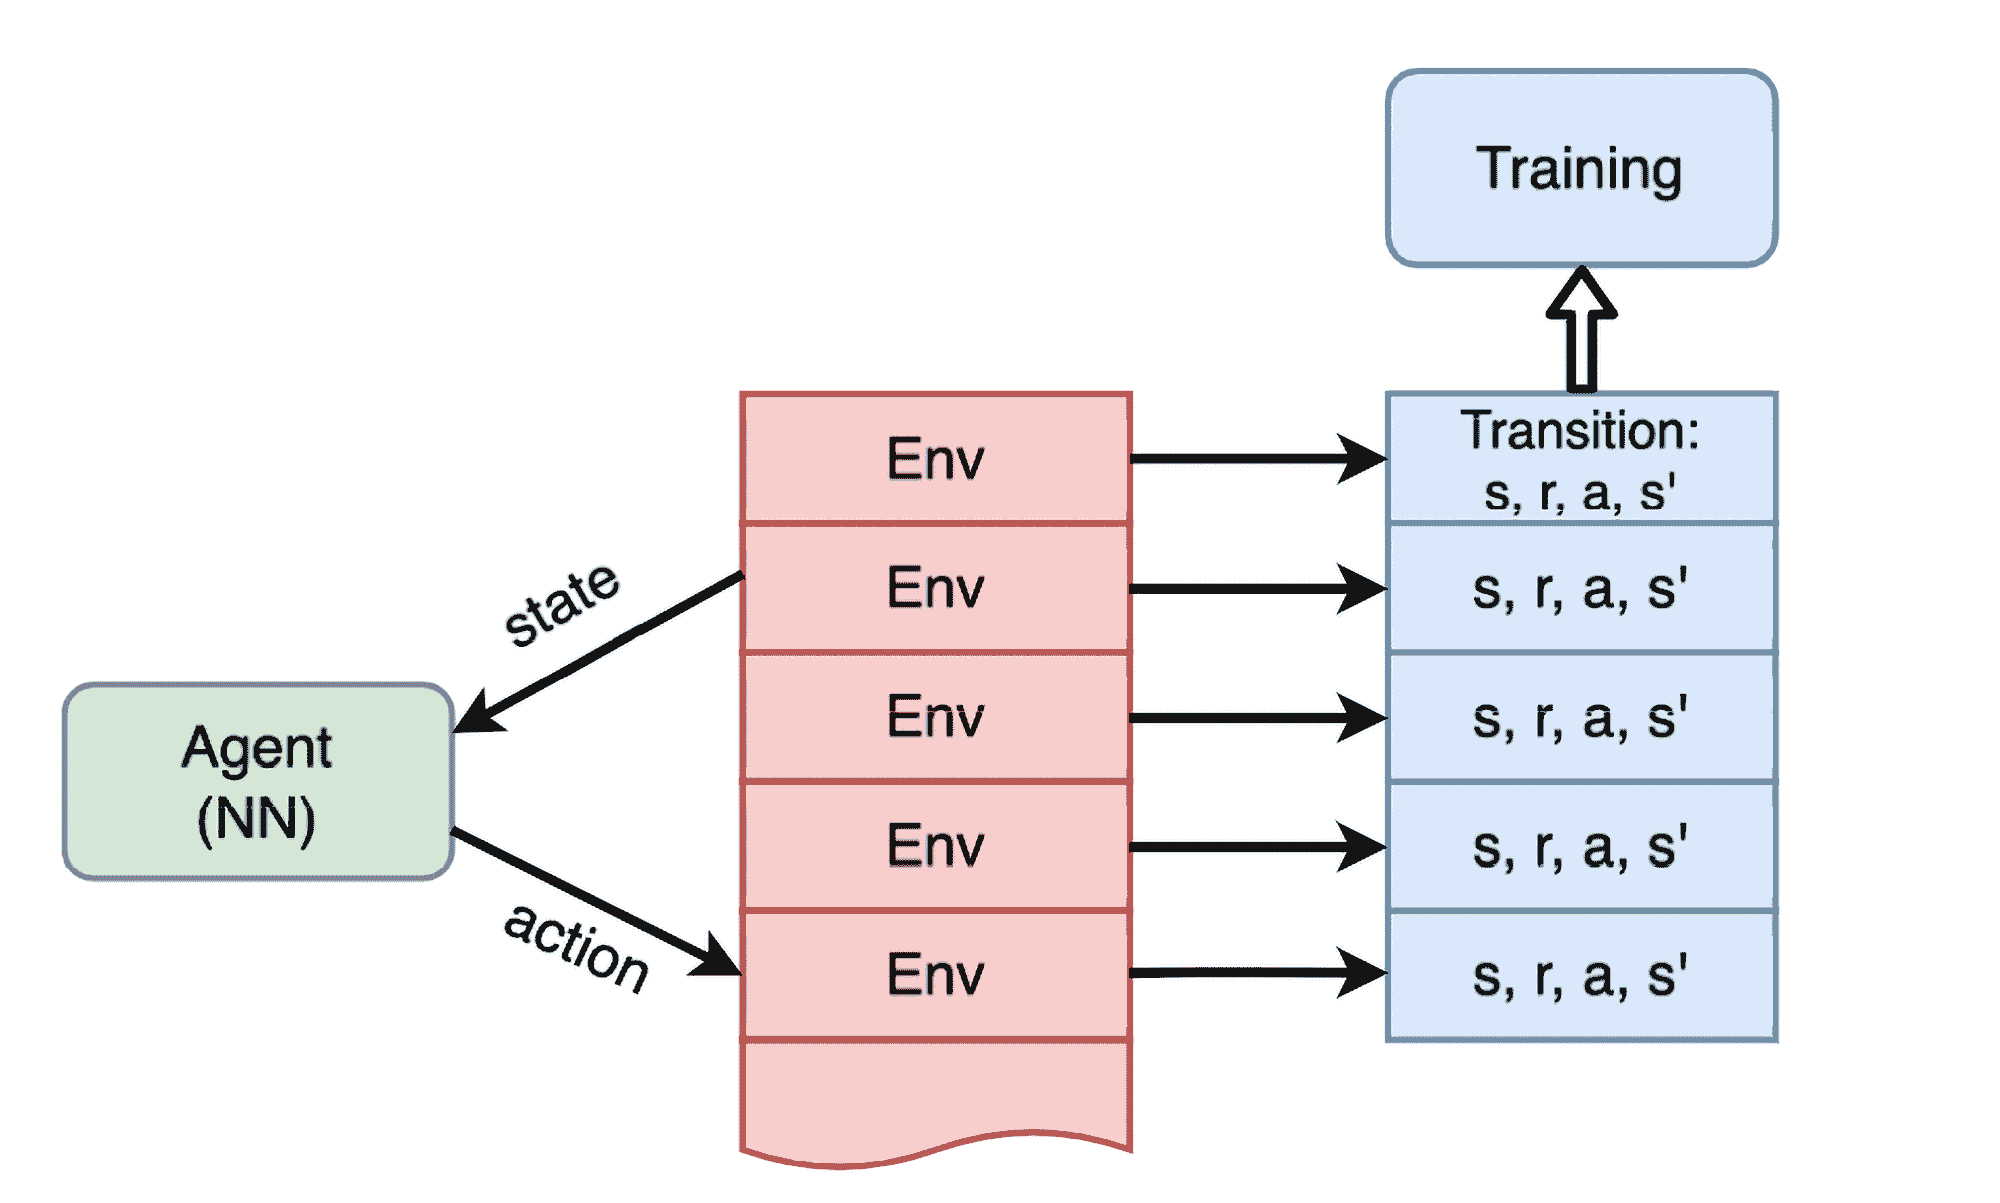 Training
Transition:
s, r, a, s'
Env
Env
s, r, a, s'
state
Env
s, r, a, s'
Agent
(NN)
Env
s, r, a, s'
action
Env
s, r, a, s'